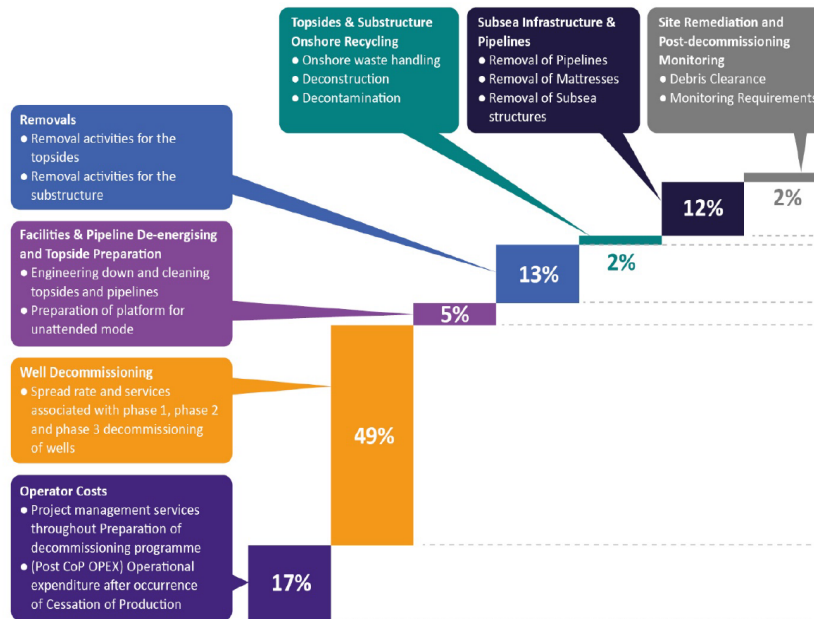 Topsides & Substructure
Onshore Recycling
● Onshore waste handling
● Deconstruction
● Decontamination
Subsea Infrastructure &
Pipelines
● Removal of Pipelines
● Removal of Mattresses
● Removal of Subsea
structures
Site Remediation and
Post-decommissioning
Monitoring
● Debris Clearance
● Monitoring Requirements
Removals
● Removal activities for the
topsides
● Removal activities for the
substructure
12%
2%
Facilities & Pipeline De-energising
and Topside Preparation
● Engineering down and cleaning
topsides and pipelines
● Preparation of platform for
unattended mode
13%
2%
5%
Well Decommissioning
● Spread rate and services
associated with phase 1, phase 2
and phase 3 decommissioning
of wells
49%
Operator Costs
● Project management services
throughout Preparation of
decommissioning programme
● (Post CoP OPEX) Operational
expenditure after occurrence
of Cessation of Production
17%